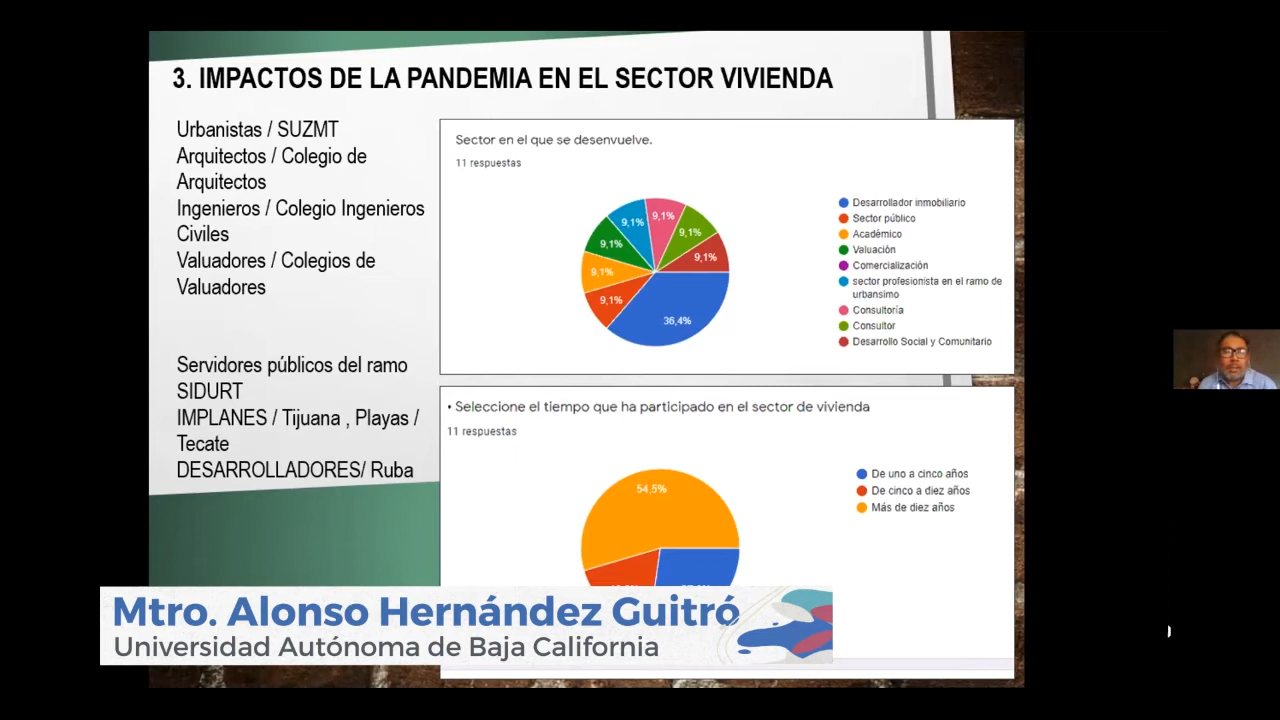 3. IMPACTOS DE LA PANDEMIA EN EL SECTOR VIVIENDA
Urbanistas / SUZMT
Arquitectos / Colegio de
Arquitectos
Ingenieros / Colegio Ingenieros
Civiles
Valuadores / Colegios de
Valuadores
Servidores públicos del ramo
SIDURT
IMPLANES / Tijuana , Playas /
Tecate
DESARROLLADORES/ Ruba
Sector en el que se desenvuelve.
11 respuestas
9,1%
9,1%
9,1%
9,1%
9,1%
9,1%
9,1%
36,4%
Desarrollador inmobiliario
Sector público
Académico
Valuación
Comercialización
sector profesionista en el ramo de
urbansimo
Consultoría
Consultor
Desarrollo Social y Comunitario
• Seleccione el tiempo que ha participado en el sector de vivienda
11 respuestas
54,5%
De uno a cinco años
De cinco a diez años
Más de diez años
Mtro. Alonso Hernández Guitró
Universidad Autónoma de Baja California